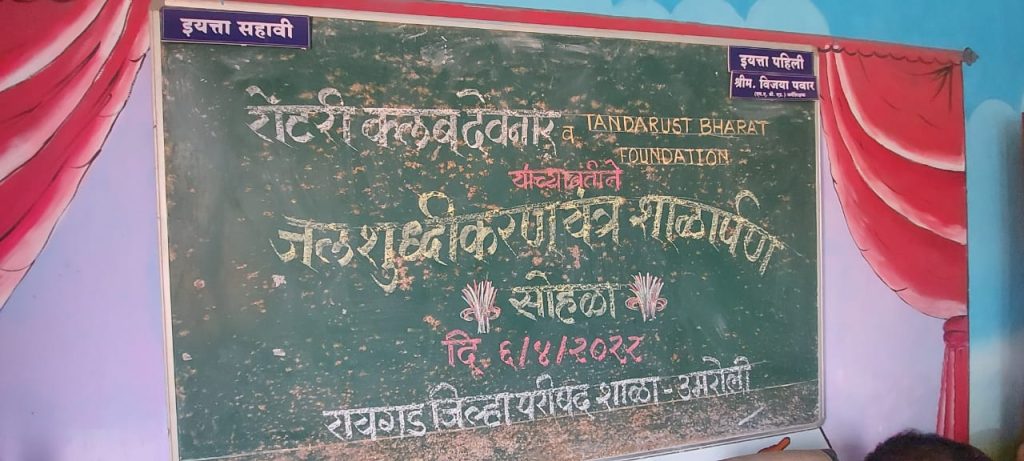 इयत्ता सहावी
इयत्ता पहिली
श्रीम. विजया पवार
रोटरी क्लब देवनार व TANDARUST BHARAT
FOUNDATION
यांच्यावतीने
जलशुध्दीकरण यंत्र शाळार्पण
सोहळा
दि. ६/४/२०२२
रायगड जिल्हा परीषद शाळा - उमरोली